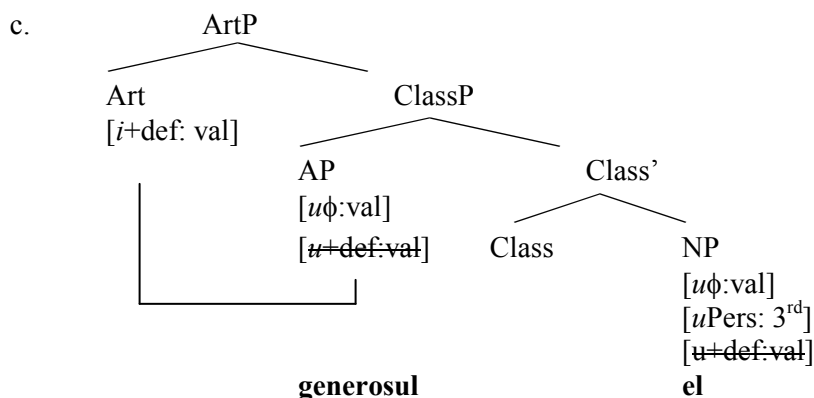 c. ArtP
Art ClassP
[i+def: val]
AP Class’
[uϕ:val]
[u+def:val] Class NP
[uϕ:val]
[uPers: 3rd]
[u+def:val]
generosul el